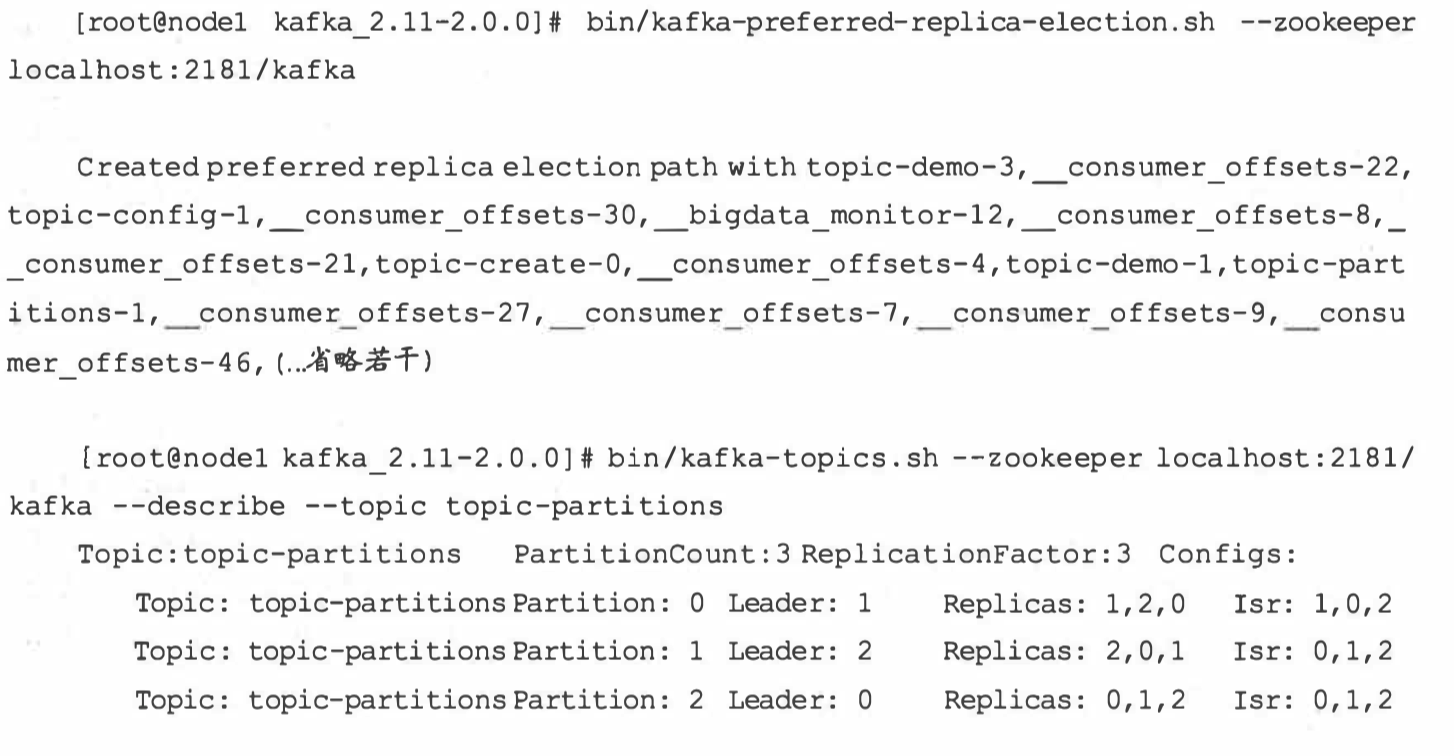 [root@node1 kafka_2.11-2.0.0]# bin/kafka-preferred-replica-election.sh --zookeeper
localhost:2181/kafka
Created preferred replica election path with topic-demo-3,__consumer_offsets-22,
topic-config-1,__consumer_offsets-30,__bigdata_monitor-12,__consumer_offsets-8,_
_consumer_offsets-21,topic-create-0,__consumer_offsets-4,topic-demo-1,topic-part
itions-1,__consumer_offsets-27,__consumer_offsets-7,__consumer_offsets-9,__consu
mer_offsets-46,(...省略若干)
[root@node1 kafka_2.11-2.0.0]# bin/kafka-topics.sh --zookeeper localhost:2181/
kafka --describe --topic topic-partitions
Topic:topic-partitions PartitionCount:3 ReplicationFactor:3 Configs:
Topic: topic-partitions Partition: 0 Leader: 1 Replicas: 1,2,0 Isr: 1,0,2
Topic: topic-partitions Partition: 1 Leader: 2 Replicas: 2,0,1 Isr: 0,1,2
Topic: topic-partitions Partition: 2 Leader: 0 Replicas: 0,1,2 Isr: 0,1,2